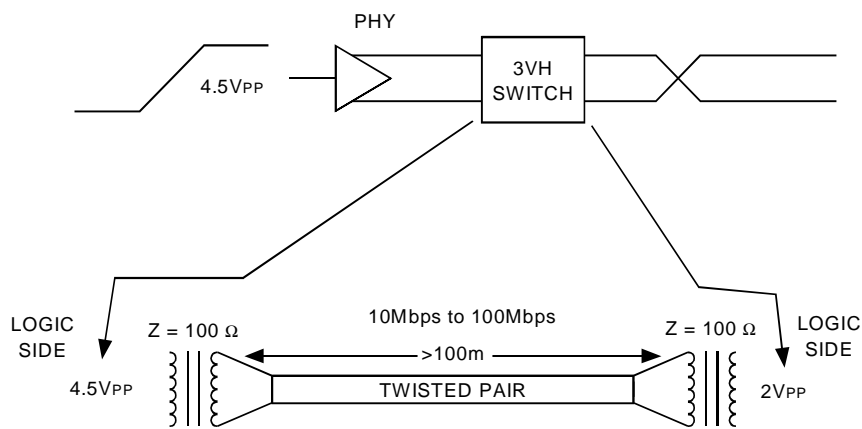 PHY
4.5VPP
3VH
SWITCH
10Mbps to 100Mbps
LOGIC
SIDE
Z = 100 Ω
Z = 100 Ω
LOGIC
SIDE
>100m
4.5VPP
TWISTED PAIR
2VPP